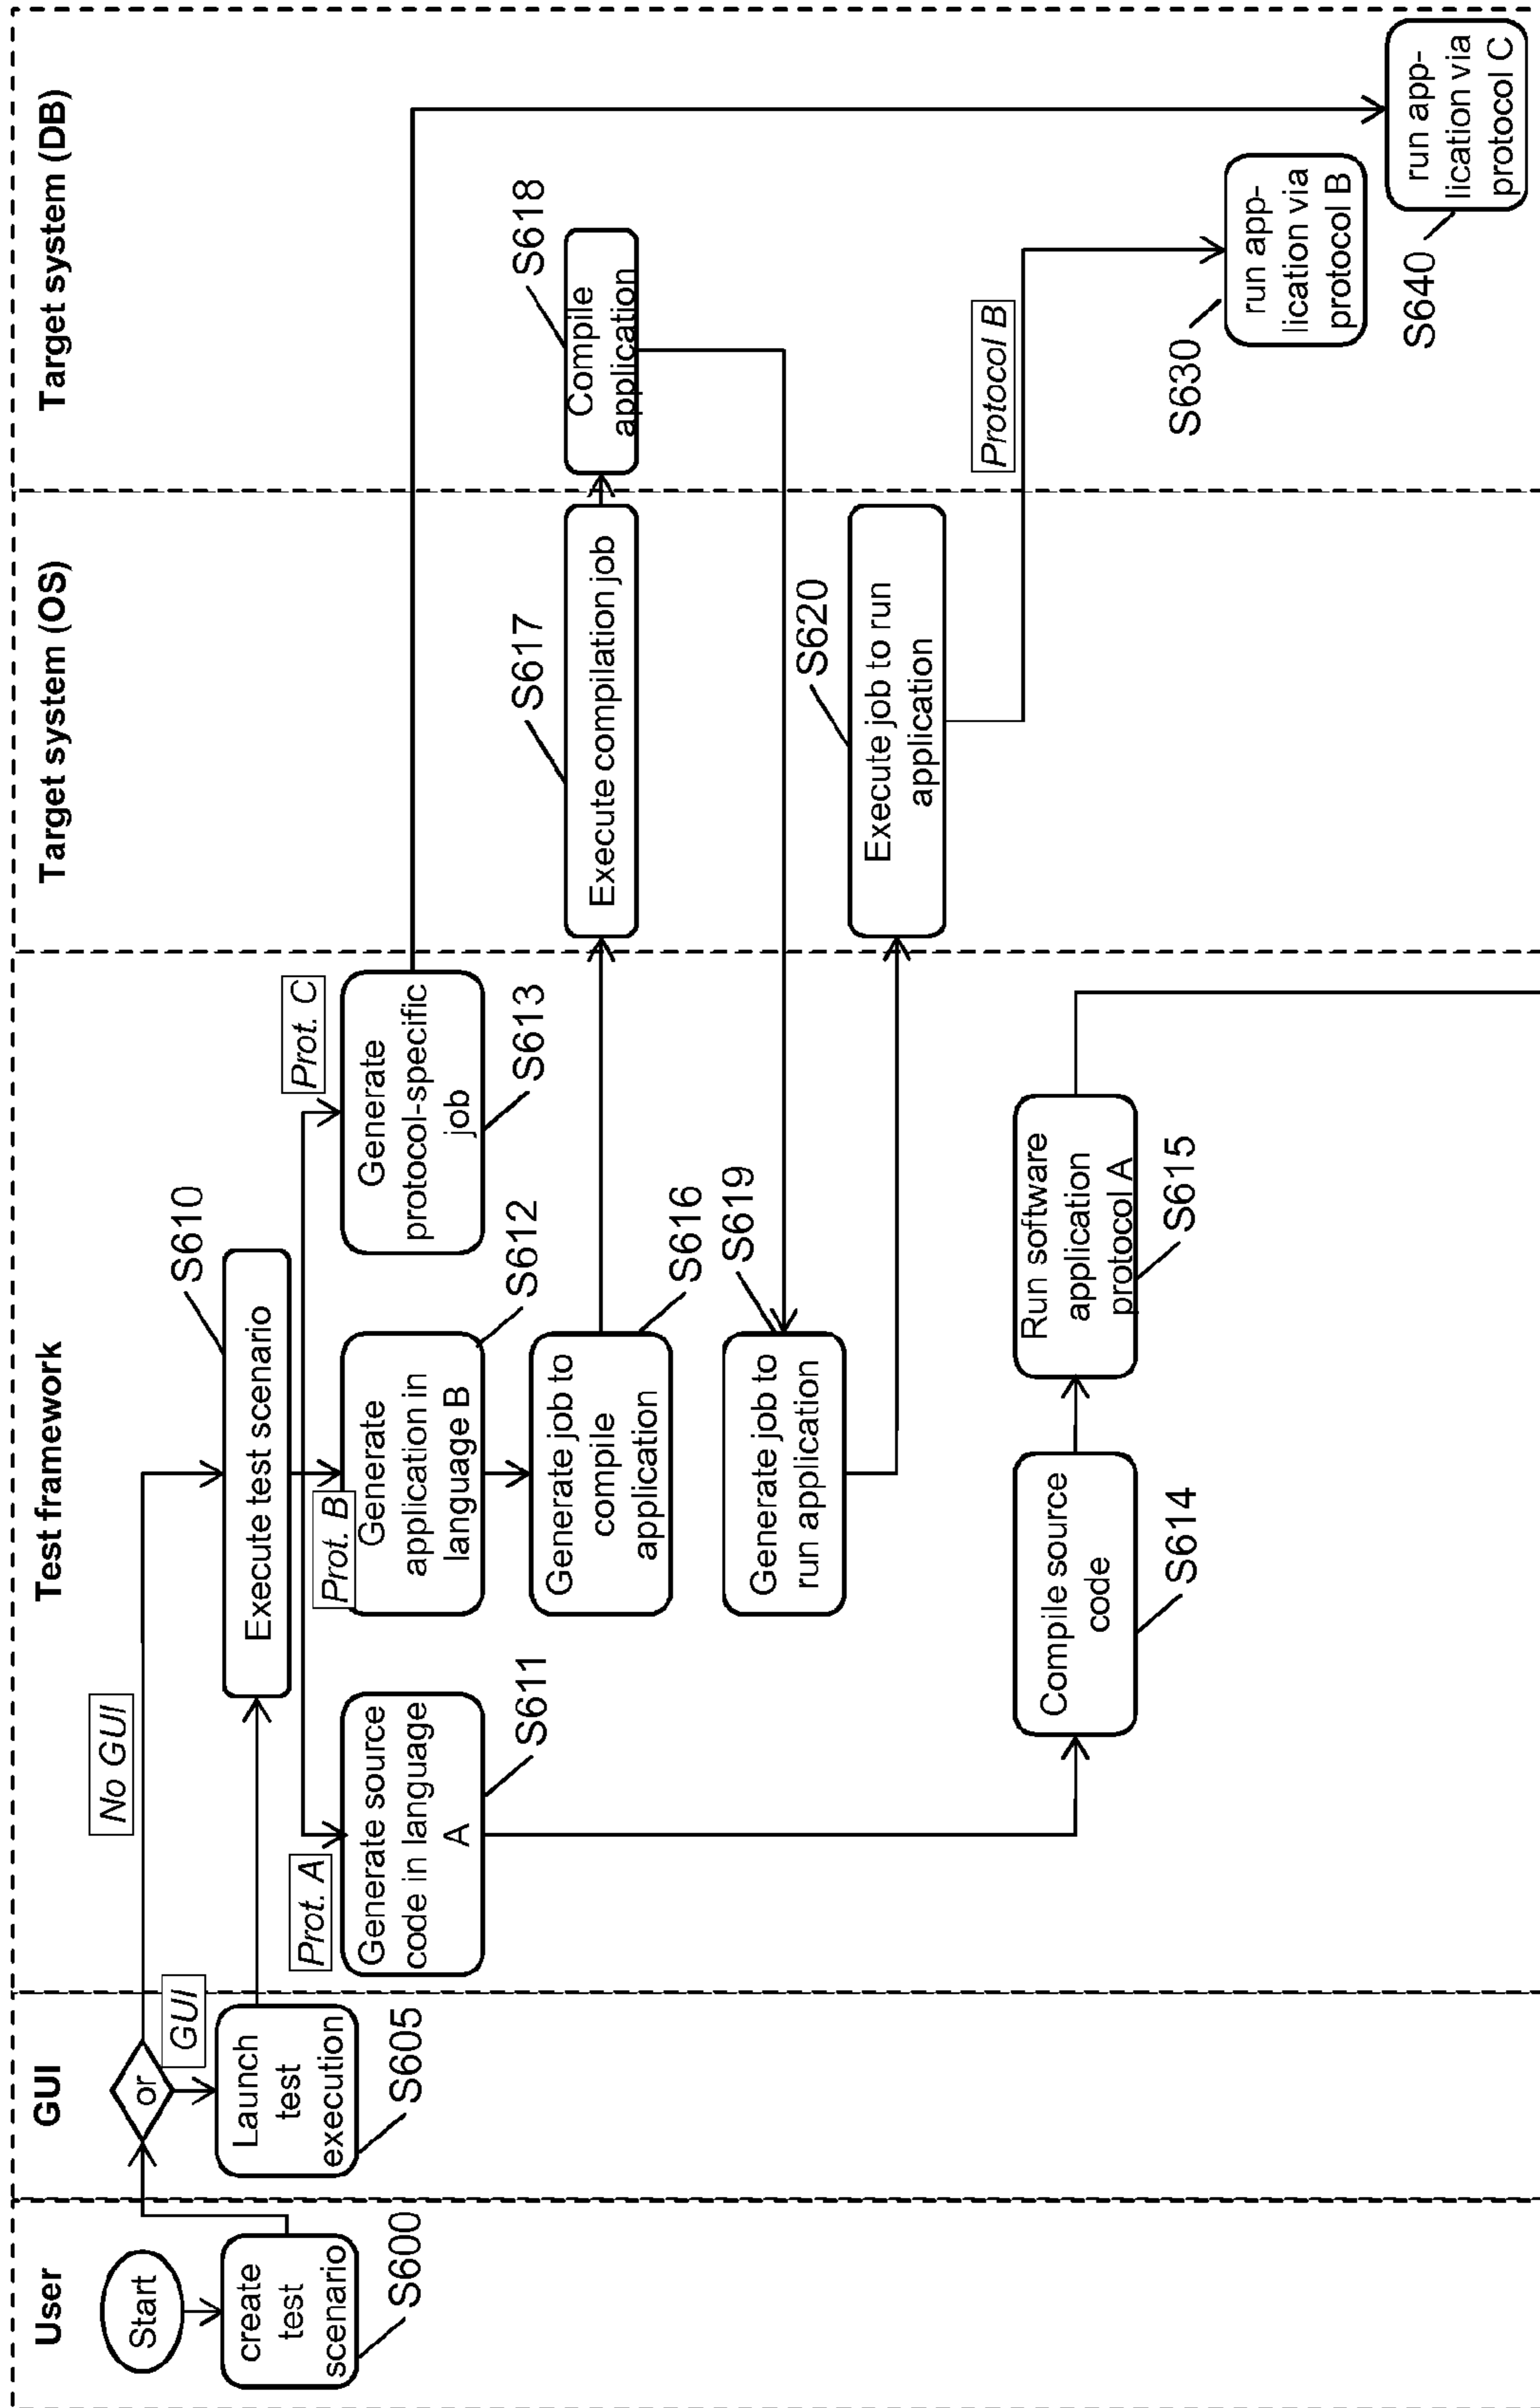 User
GUI
Test framework
Target system (OS)
Target system (DB)
Start
create
test
scenario
S600
or
No GUI
GUI
Launch
test
execution
S605
S610
Execute test scenario
Prot. A
Generate source
code in language
A
S611
Prot. B
Generate
application in
language B
S612
Prot. C
Generate
protocol-specific
job
S613
Generate job to
compile
application
S616
S617
Execute compilation job
S618
Compile
application
S619
Generate job to
run application
S620
Execute job to run
application
Protocol B
Compile source
code
S614
Run software
application
protocol A
S615
S630
run app-
lication via
protocol B
S640
run app-
lication via
protocol C